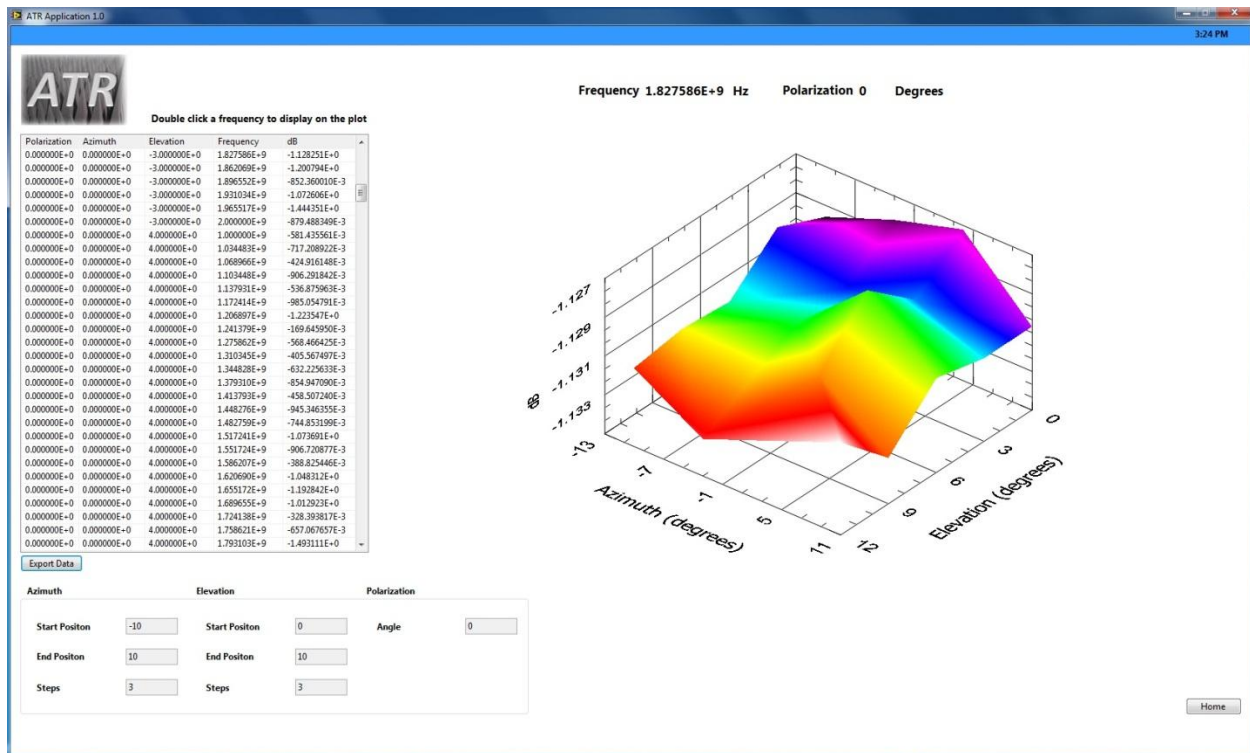 ATR Application 1.0
3:24 PM
ATR
Frequency 1.827586E+9 Hz Polarization 0 Degrees
Double click a frequency to display on the plot
Polarization Azimuth Elevation Frequency dB
0.000000E+0 0.000000E+0 -3.000000E+0 1.827586E+9 -1.128251E+0
0.000000E+0 0.000000E+0 -3.000000E+0 1.862069E+9 -1.200794E+0
0.000000E+0 0.000000E+0 -3.000000E+0 1.896552E+9 -852.360010E-3
0.000000E+0 0.000000E+0 -3.000000E+0 1.931034E+9 -1.072606E+0
0.000000E+0 0.000000E+0 -3.000000E+0 1.965517E+9 -1.444351E+0
0.000000E+0 0.000000E+0 -3.000000E+0 2.000000E+9 -879.488349E-3
0.000000E+0 0.000000E+0 4.000000E+0 1.000000E+9 -581.435561E-3
0.000000E+0 0.000000E+0 4.000000E+0 1.034483E+9 -717.208922E-3
0.000000E+0 0.000000E+0 4.000000E+0 1.068966E+9 -424.916148E-3
0.000000E+0 0.000000E+0 4.000000E+0 1.103448E+9 -906.291842E-3
0.000000E+0 0.000000E+0 4.000000E+0 1.137931E+9 -536.875963E-3
0.000000E+0 0.000000E+0 4.000000E+0 1.172414E+9 -985.054791E-3
0.000000E+0 0.000000E+0 4.000000E+0 1.206897E+9 -1.223547E+0
0.000000E+0 0.000000E+0 4.000000E+0 1.241379E+9 -169.645950E-3
0.000000E+0 0.000000E+0 4.000000E+0 1.275862E+9 -568.466425E-3
0.000000E+0 0.000000E+0 4.000000E+0 1.310345E+9 -405.567497E-3
0.000000E+0 0.000000E+0 4.000000E+0 1.344828E+9 -632.225633E-3
0.000000E+0 0.000000E+0 4.000000E+0 1.379310E+9 -854.947090E-3
0.000000E+0 0.000000E+0 4.000000E+0 1.413793E+9 -458.507240E-3
0.000000E+0 0.000000E+0 4.000000E+0 1.448276E+9 -945.346355E-3
0.000000E+0 0.000000E+0 4.000000E+0 1.482759E+9 -744.853199E-3
0.000000E+0 0.000000E+0 4.000000E+0 1.517241E+9 -1.073691E+0
0.000000E+0 0.000000E+0 4.000000E+0 1.551724E+9 -906.720877E-3
0.000000E+0 0.000000E+0 4.000000E+0 1.586207E+9 -388.825446E-3
0.000000E+0 0.000000E+0 4.000000E+0 1.620690E+9 -1.048312E+0
0.000000E+0 0.000000E+0 4.000000E+0 1.655172E+9 -1.192842E+0
0.000000E+0 0.000000E+0 4.000000E+0 1.689655E+9 -1.012923E+0
0.000000E+0 0.000000E+0 4.000000E+0 1.724138E+9 -328.393817E-3
0.000000E+0 0.000000E+0 4.000000E+0 1.758621E+9 -657.067657E-3
0.000000E+0 0.000000E+0 4.000000E+0 1.793103E+9 -1.493111E+0
-1.127
-1.129
-1.131
-1.133
dB
-13
-7
-1
5
11
Azimuth (degrees)
0
3
6
9
12
Elevation (degrees)
Export Data
Azimuth Elevation Polarization
Start Positon -10 Start Positon 0 Angle 0
End Positon 10 End Positon 10
Steps 3 Steps 3
Home